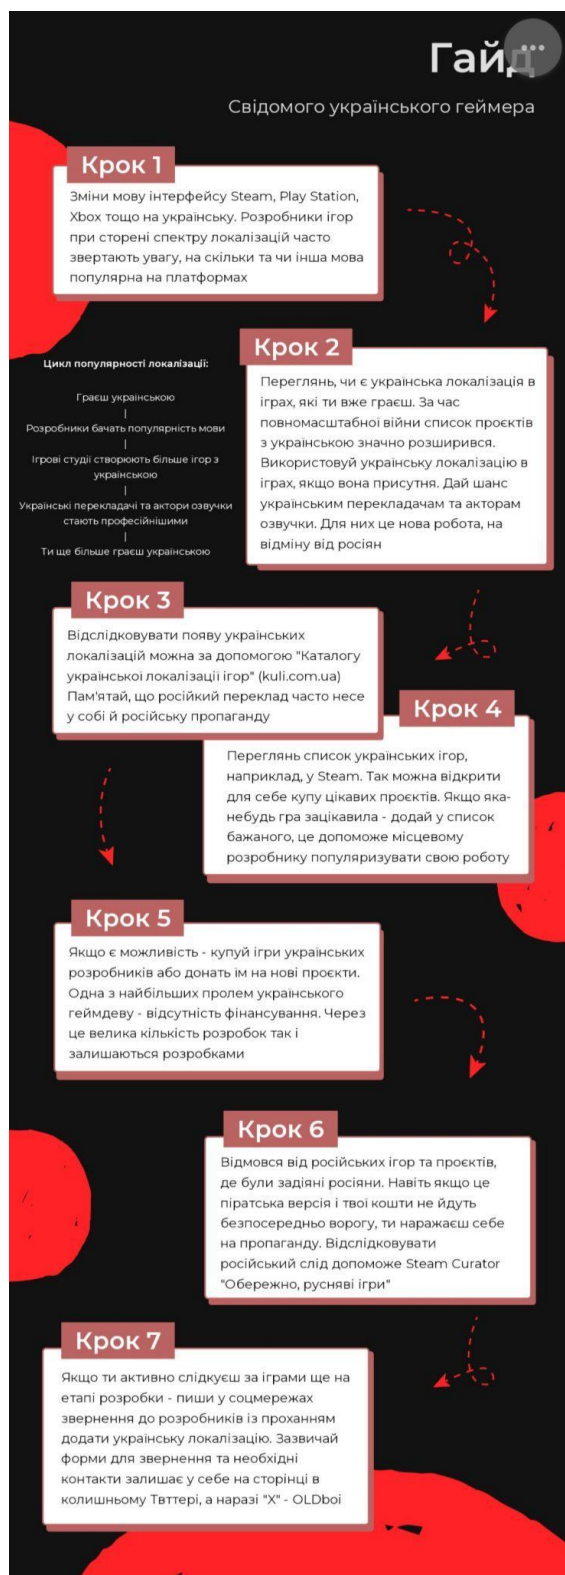 Гайд
Свідомого українського геймера
Крок 1
Зміни мову інтерфейсу Steam, Play Station,
Xbox тощо на українську. Розробники ігор
при сторені спектру локалізацій часто
звертають увагу, на скільки та чи інша мова
популярна на платформах
Крок 2
Переглянь, чи є українська локалізація в
іграх, які ти вже граєш. За час
повномасштабної війни список проєктів
з українською значно розширився.
Використовуй українську локалізацію в
іграх, якщо вона присутня. Дай шанс
українським перекладачам та акторам
озвучки. Для них це нова робота, на
відміну від росіян
Цикл популярності локалізації:
Граєш українською
|
Розробники бачать популярність мови
|
Ігрові студії створюють більше ігор з
українською
|
Українські перекладачі та актори озвучки
стають професійнішими
|
Ти ще більше граєш українською
Крок 3
Відслідковувати появу українських
локалізацій можна за допомогою "Каталогу
української локалізації ігор" (kuli.com.ua)
Пам'ятай, що російкий переклад часто несе
у собі й російську пропаганду
Крок 4
Переглянь список українських ігор,
наприклад, у Steam. Так можна відкрити
для себе купу цікавих проєктів. Якщо яка-
небудь гра зацікавила - додай у список
бажаного, це допоможе місцевому
розробнику популяризувати свою роботу
Крок 5
Якщо є можливість - купуй ігри українських
розробників або донать їм на нові проєкти.
Одна з найбільших пролем українського
геймдеву - відсутність фінансування. Через
це велика кількість розробок так і
залишаються розробками
Крок 6
Відмовся від російських ігор та проєктів,
де були задіяні росіяни. Навіть якщо це
піратська версія і твої кошти не йдуть
безпосередньо ворогу, ти наражаєш себе
на пропаганду. Відслідковувати
російський слід допоможе Steam Curator
"Обережно, русняві ігри"
Крок 7
Якщо ти активно слідкуєш за іграми ще на
етапі розробки - пиши у соцмережах
звернення до розробників із проханням
додати українську локалізацію. Зазвичай
форми для звернення та необхідні
контакти залишає у себе на сторінці в
колишньому Твттері, а наразі "X" - OLDboi